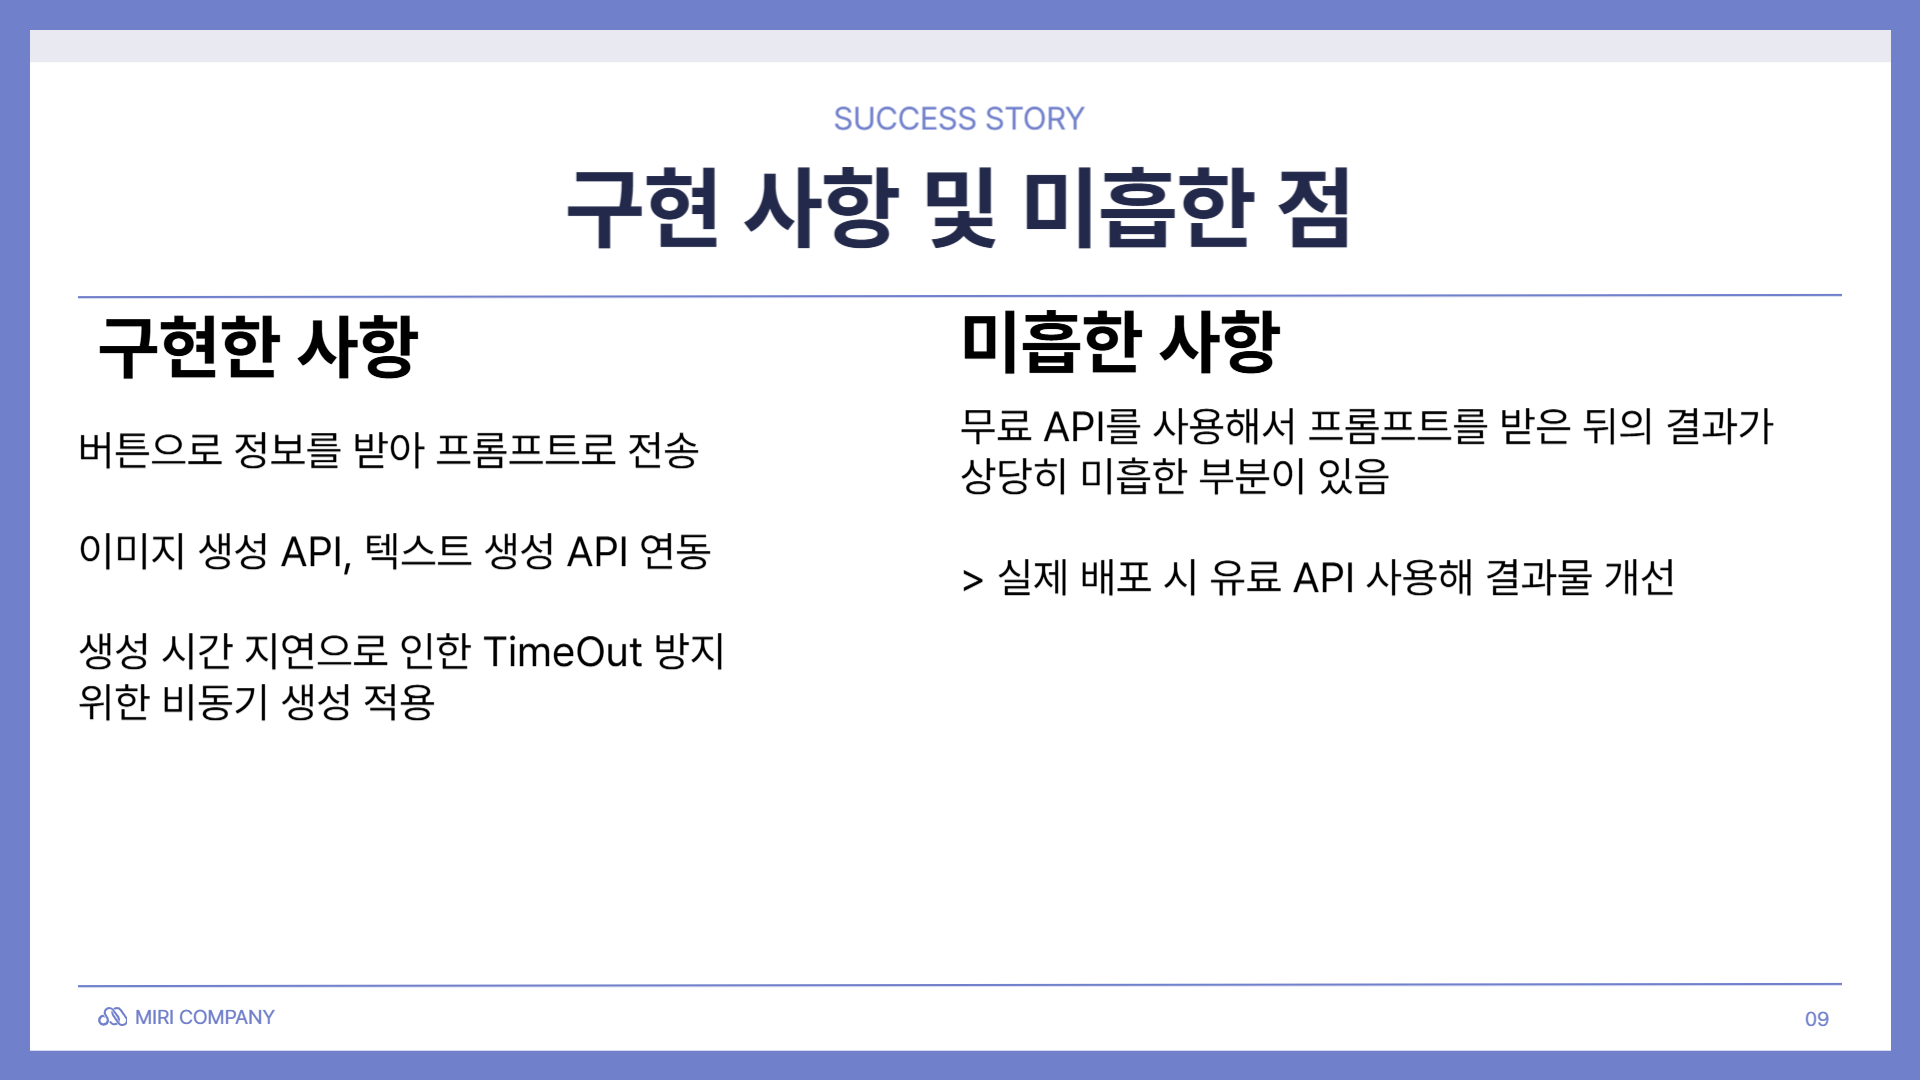 SUCCESS STORY
구현 사항 및 미흡한 점
구현한 사항
버튼으로 정보를 받아 프롬프트로 전송
이미지 생성 API, 텍스트 생성 API 연동
생성 시간 지연으로 인한 TimeOut 방지
위한 비동기 생성 적용
미흡한 사항
무료 API를 사용해서 프롬프트를 받은 뒤의 결과가
상당히 미흡한 부분이 있음
> 실제 배포 시 유료 API 사용해 결과물 개선
MIRI COMPANY
09